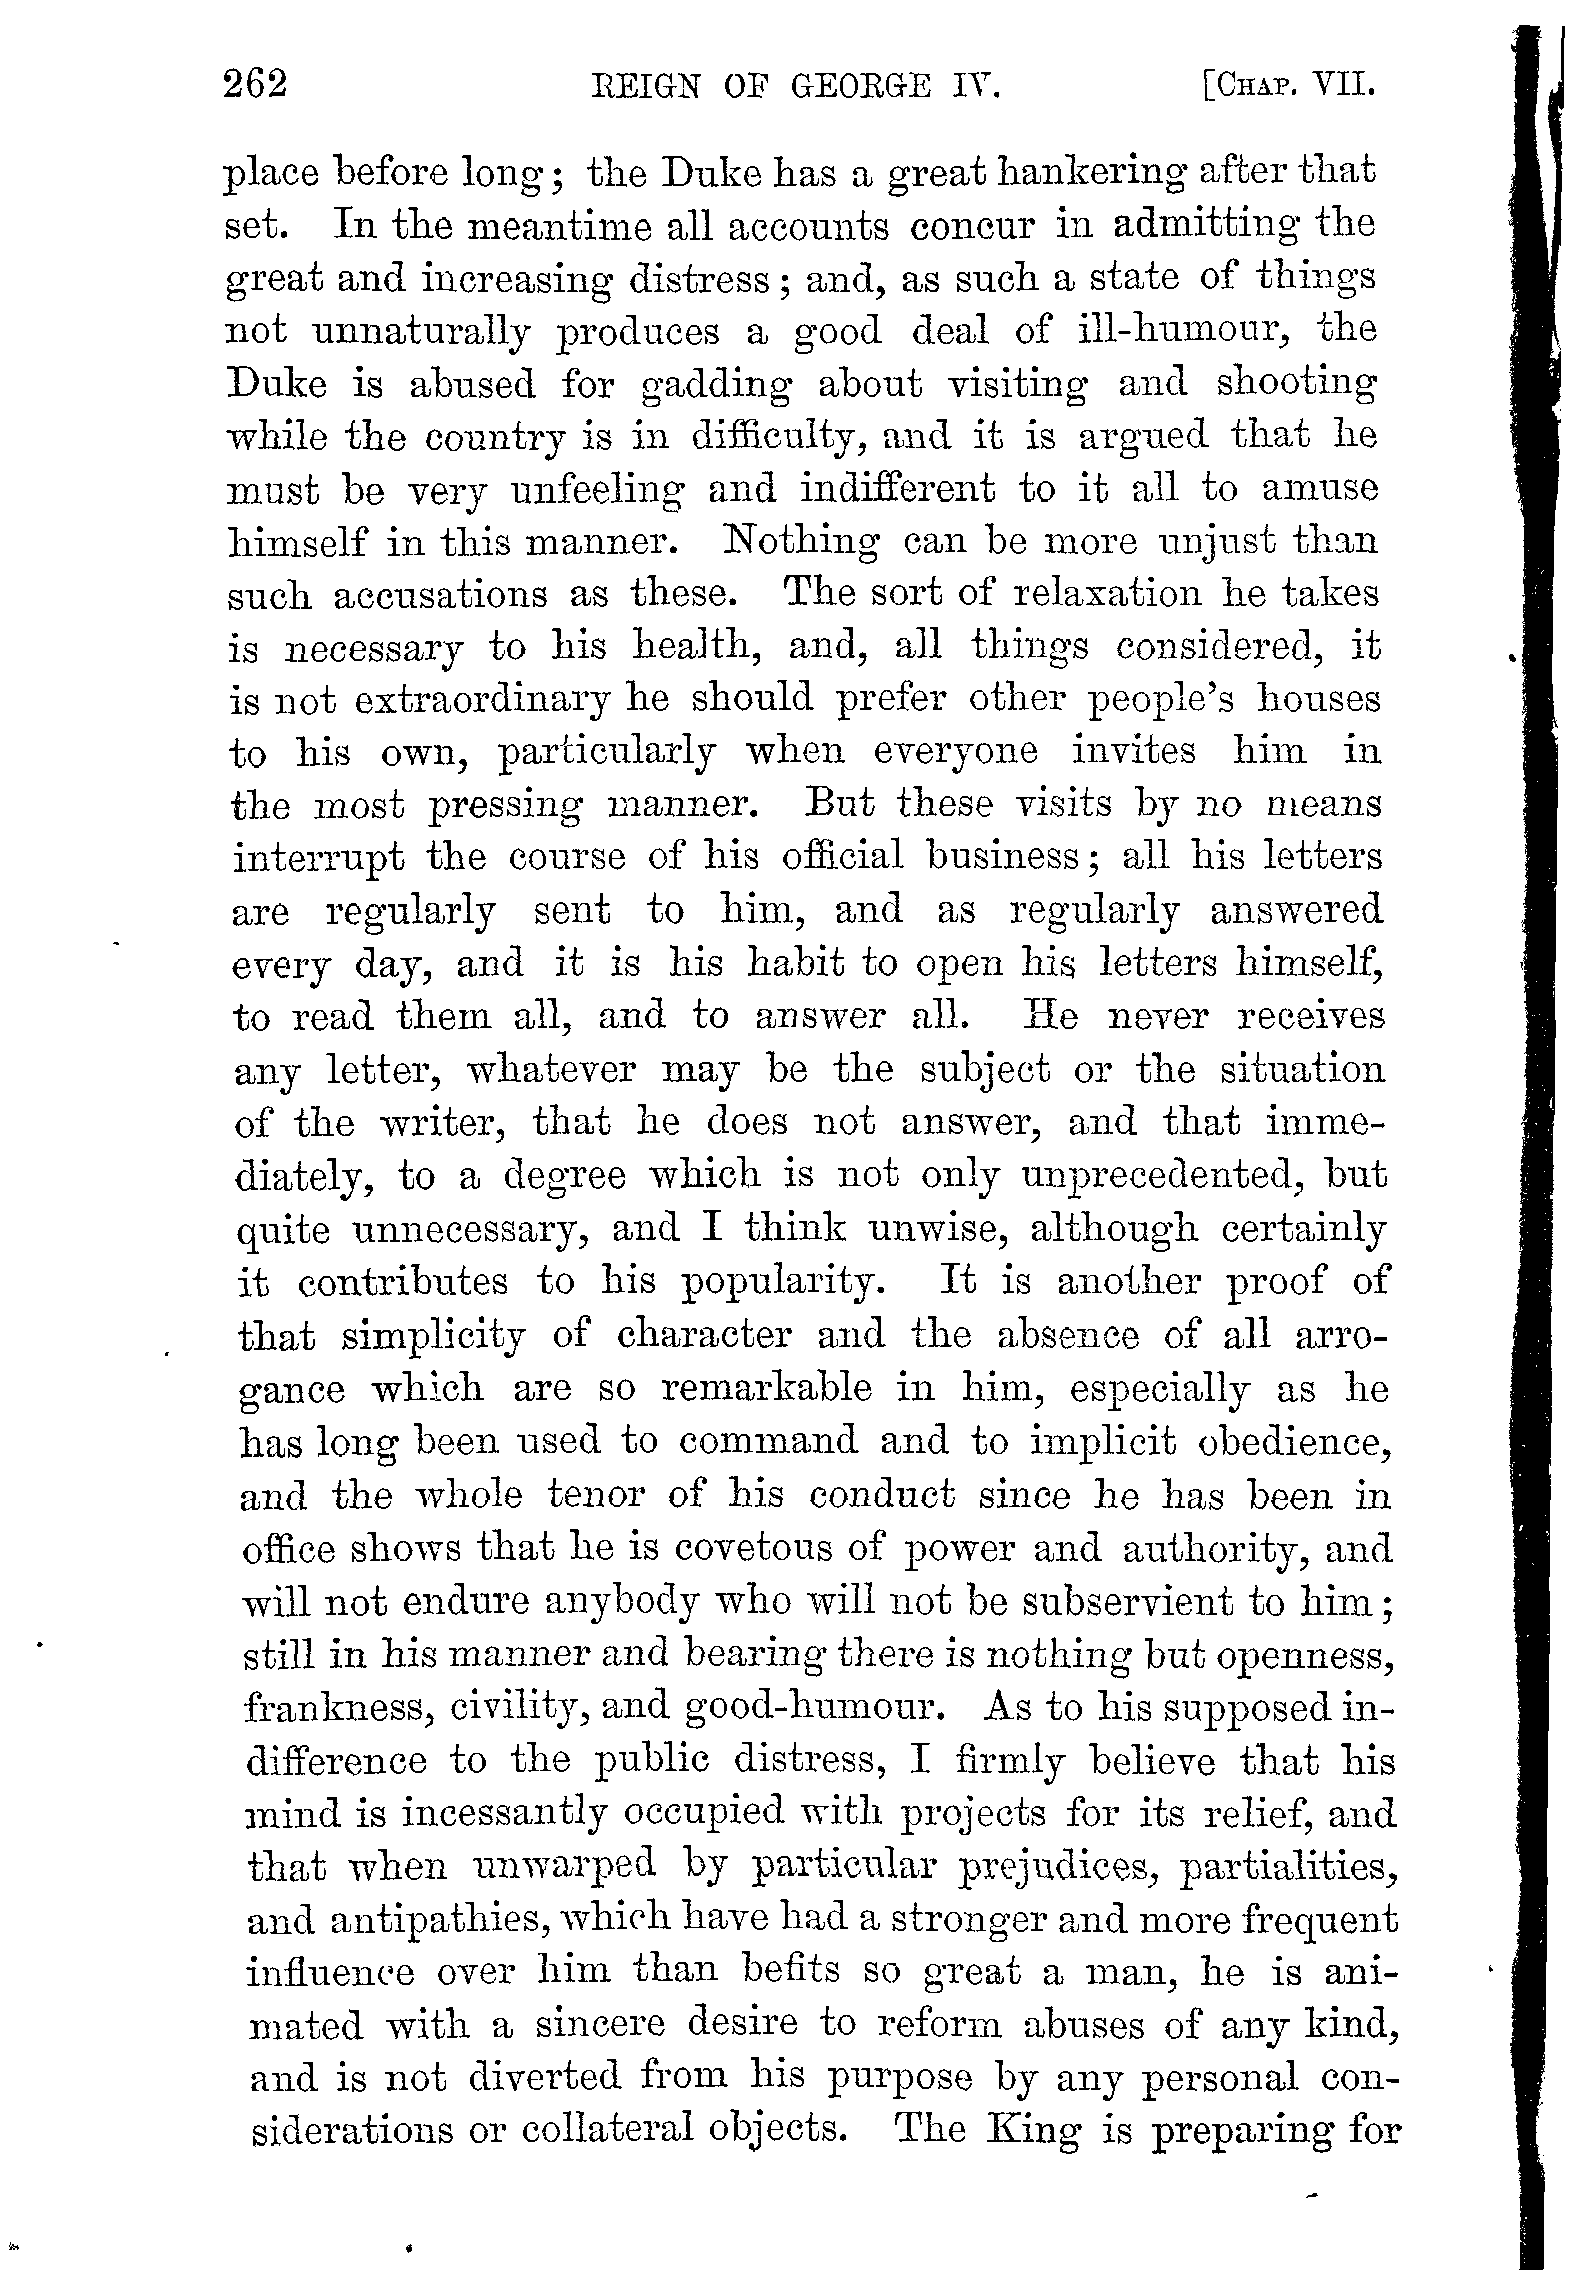 262 REIGN OF GEORGE IV. [CHAP. VII.
place before long; the Duke has a great hankering after that
set. In the meantime all accounts concur in admitting the
great and increasing distress; and, as such a state of things
not unnaturally produces a good deal of ill-humour, the
Duke is abused for gadding about visiting and shooting
while the country is in difficulty, and it is argued that he
must be very unfeeling and indifferent to it all to amuse
himself in this manner. Nothing can be more unjust than
such accusations as these. The sort of relaxation he takes
is necessary to his health, and, all things considered, it
is not extraordinary he should prefer other people's houses
to his own, particularly when everyone invites him in
the most pressing manner. But these visits by no means
interrupt the course of his official business; all his letters
are regularly sent to him, and as regularly answered
every day, and it is his habit to open his letters himself,
to read them all, and to answer all. He never receives
any letter, whatever may be the subject or the situation
of the writer, that he does not answer, and that imme-
diately, to a degree which is not only unprecedented, but
quite unnecessary, and I think unwise, although certainly
it contributes to his popularity. It is another proof of
that simplicity of character and the absence of all arro-
gance which are so remarkable in him, especially as he
has long been used to command and to implicit obedience,
and the whole tenor of his conduct since he has been in
office shows that he is covetous of power and authority, and
will not endure anybody who will not be subservient to him;
still in his manner and bearing there is nothing but openness,
frankness, civility, and good-humour. As to his supposed in-
difference to the public distress, I firmly believe that his
mind is incessantly occupied with projects for its relief, and
that when unwarped by particular prejudices, partialities,
and antipathies, which have had a stronger and more frequent
influence over him than befits so great a man, he is ani-
mated with a sincere desire to reform abuses of any kind,
and is not diverted from his purpose by any personal con-
siderations or collateral objects. The King is preparing for